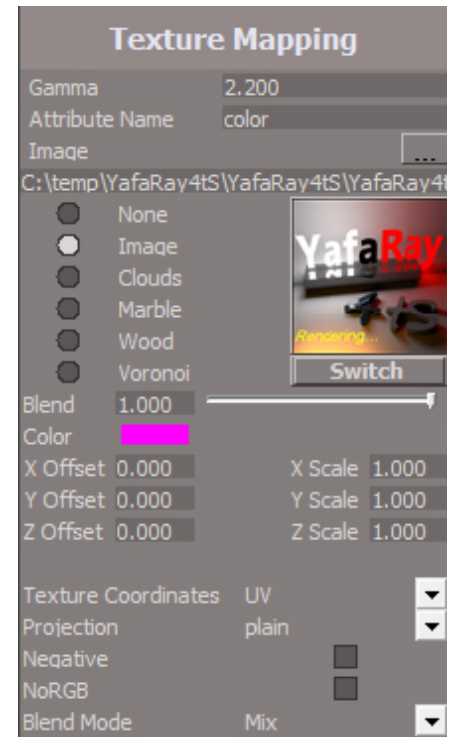 Texture Mapping
Gamma 2.200
Attribute Name color
Image ...
C:\temp\YafaRay4tS\YafaRay4tS\YafaRay4t
None
Image
Clouds
Marble
Wood
Voronoi
YafaRay
4tS
Rendering...
Switch
Blend 1.000
Color
X Offset 0.000 X Scale 1.000
Y Offset 0.000 Y Scale 1.000
Z Offset 0.000 Z Scale 1.000
Texture Coordinates UV
Projection plain
Negative
NoRGB
Blend Mode Mix